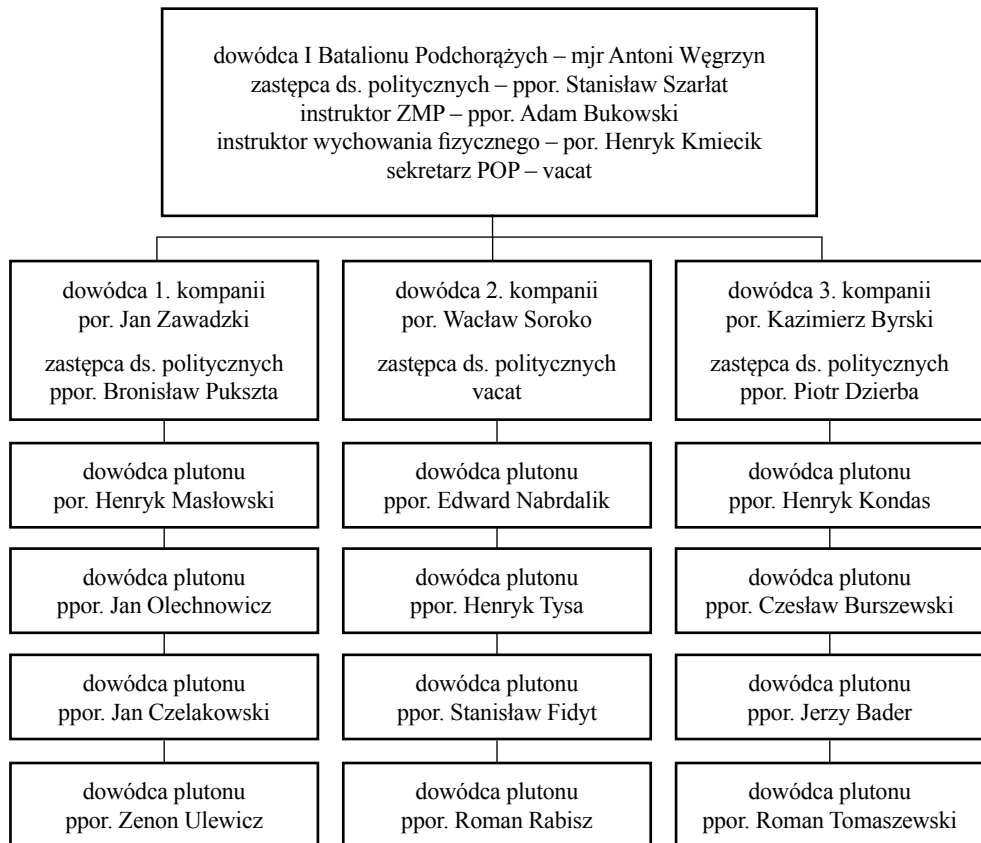 dowódca I Batalionu Podchorążych – mjr Antoni Węgrzyn
zastępca ds. politycznych – ppor. Stanisław Szarłat
instruktor ZMP – ppor. Adam Bukowski
instruktor wychowania fizycznego – por. Henryk Kmiecik
sekretarz POP – vacat
dowódca 1. kompanii
por. Jan Zawadzki
zastępca ds. politycznych
ppor. Bronisław Pukszta
dowódca plutonu
por. Henryk Masłowski
dowódca plutonu
ppor. Jan Olechnowicz
dowódca plutonu
ppor. Jan Czelakowski
dowódca plutonu
ppor. Zenon Ulewicz
dowódca 2. kompanii
por. Wacław Soroko
zastępca ds. politycznych
vacat
dowódca plutonu
ppor. Edward Nabrdalik
dowódca plutonu
ppor. Henryk Tysa
dowódca plutonu
ppor. Stanisław Fidyt
dowódca plutonu
ppor. Roman Rabisz
dowódca 3. kompanii
por. Kazimierz Byrski
zastępca ds. politycznych
ppor. Piotr Dzierba
dowódca plutonu
ppor. Henryk Kondas
dowódca plutonu
ppor. Czesław Burszewski
dowódca plutonu
ppor. Jerzy Bader
dowódca plutonu
ppor. Roman Tomaszewski